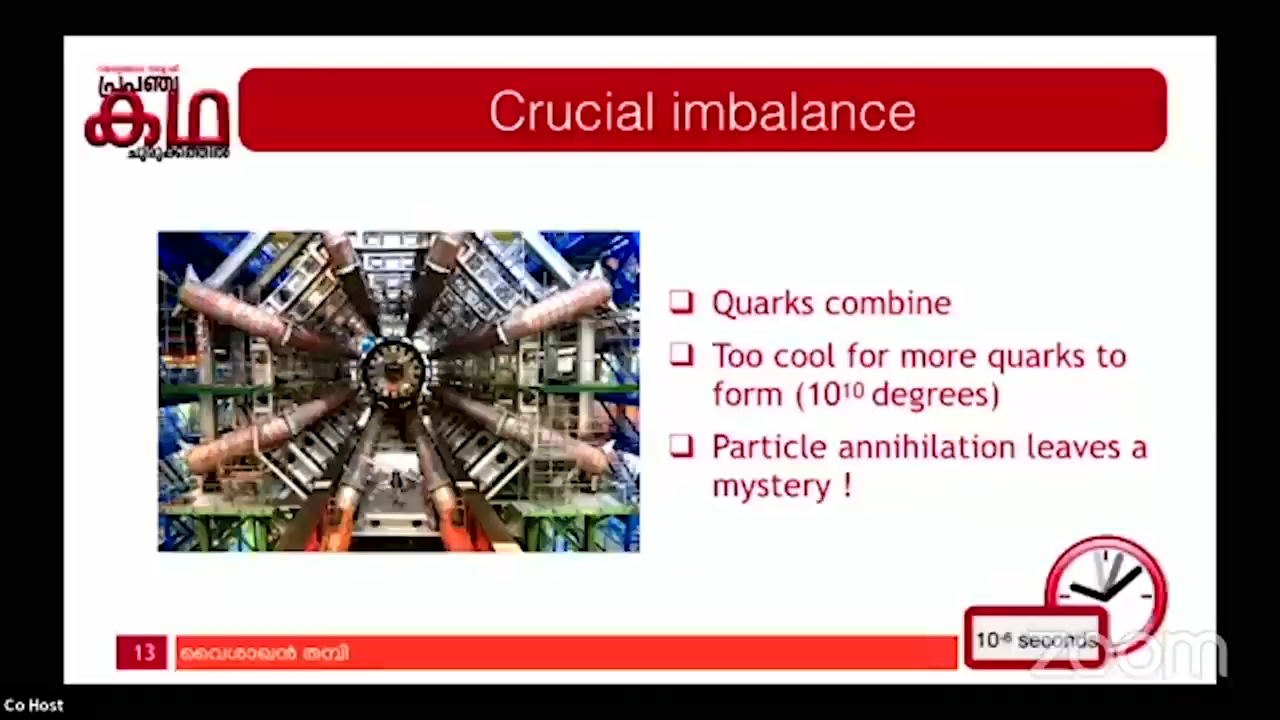 പ്രപഞ്ച
കഥ
ചുരുക്കത്തിൽ
Crucial imbalance
❑ Quarks combine
❑ Too cool for more quarks to
form (10¹⁰ degrees)
❑ Particle annihilation leaves a
mystery !
10⁻⁶ seconds
zoom
13
വൈശാഖൻ തമ്പി
Co Host